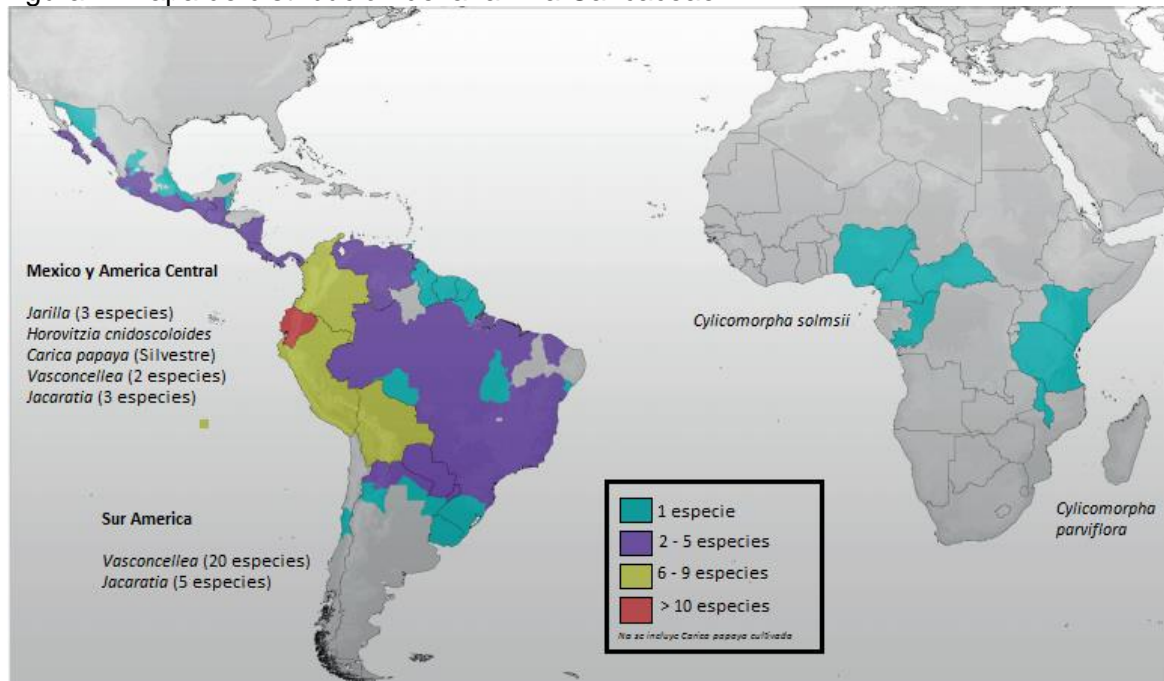 Mexico y America Central
Jarilla (3 especies)
Horovitzia cnidoscoloides
Carica papaya (Silvestre)
Vasconcellea (2 especies)
Jacaratia (3 especies)
Sur America
Vasconcellea (20 especies)
Jacaratia (5 especies)
Cylicomorpha solmsii
Cylicomorpha
parviflora
1 especie
2 - 5 especies
6 - 9 especies
> 10 especies
No se incluye Carica papaya cultivada